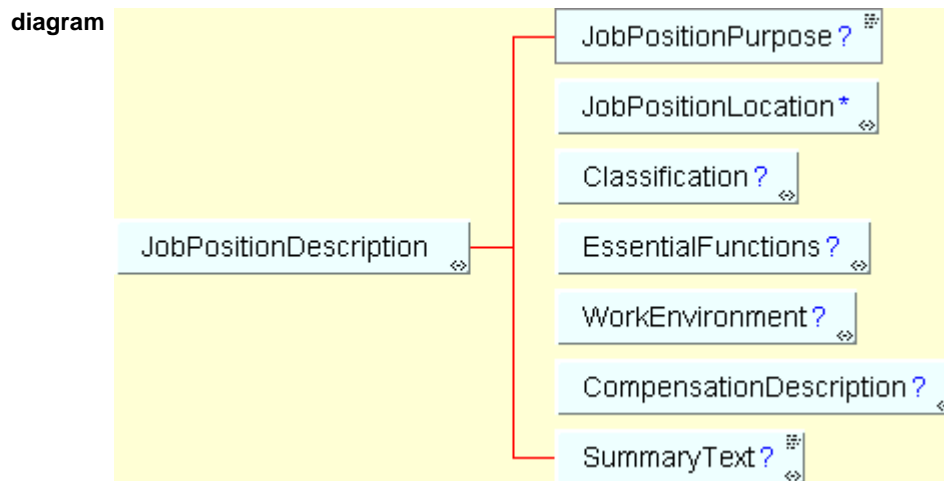 diagram
JobPositionPurpose?
JobPositionLocation*
Classification?
JobPositionDescription
EssentialFunctions?
WorkEnvironment?
CompensationDescription?
SummaryText?